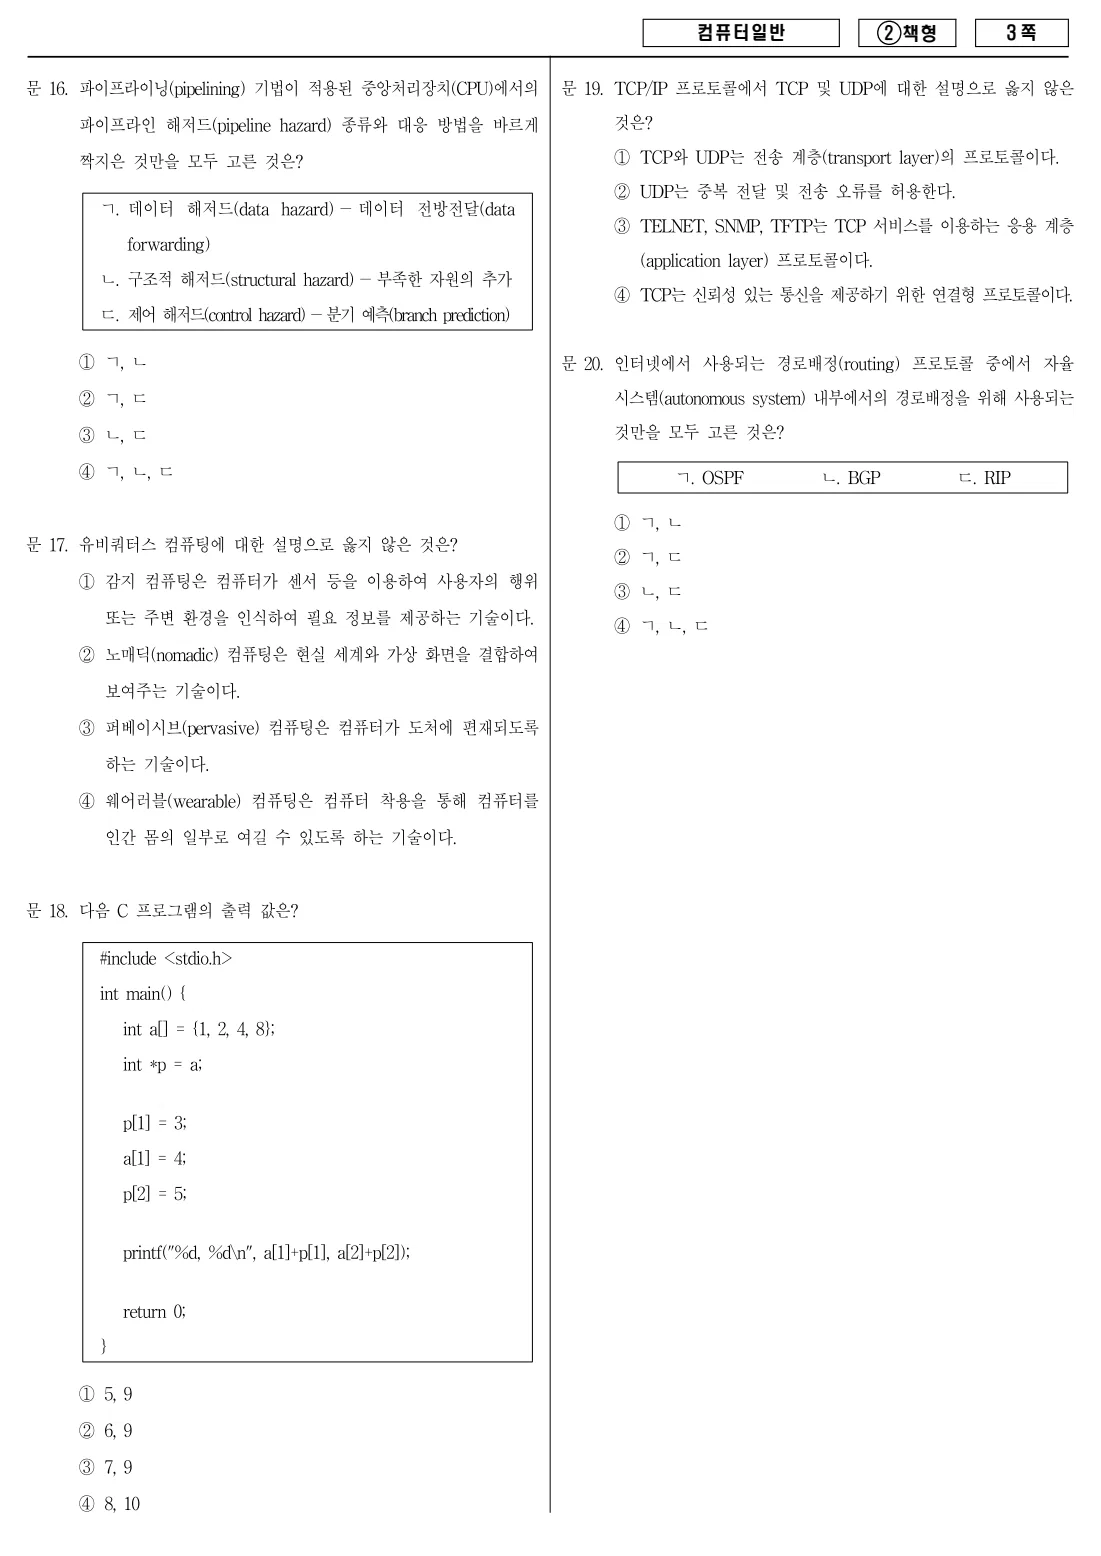 컴퓨터일반
②책형
3쪽
문 16. 파이프라이닝(pipelining) 기법이 적용된 중앙처리장치(CPU)에서의
파이프라인 해저드(pipeline hazard) 종류와 대응 방법을 바르게
짝지은 것만을 모두 고른 것은?
ㄱ. 데이터 해저드(data hazard) – 데이터 전방전달(data
forwarding)
ㄴ. 구조적 해저드(structural hazard) – 부족한 자원의 추가
ㄷ. 제어 해저드(control hazard) – 분기 예측(branch prediction)
① ㄱ, ㄴ
② ㄱ, ㄷ
③ ㄴ, ㄷ
④ ㄱ, ㄴ, ㄷ
문 17. 유비쿼터스 컴퓨팅에 대한 설명으로 옳지 않은 것은?
① 감지 컴퓨팅은 컴퓨터가 센서 등을 이용하여 사용자의 행위
또는 주변 환경을 인식하여 필요 정보를 제공하는 기술이다.
② 노매딕(nomadic) 컴퓨팅은 현실 세계와 가상 화면을 결합하여
보여주는 기술이다.
③ 퍼베이시브(pervasive) 컴퓨팅은 컴퓨터가 도처에 편재되도록
하는 기술이다.
④ 웨어러블(wearable) 컴퓨팅은 컴퓨터 착용을 통해 컴퓨터를
인간 몸의 일부로 여길 수 있도록 하는 기술이다.
문 18. 다음 C 프로그램의 출력 값은?
#include <stdio.h>
int main() {
int a[] = {1, 2, 4, 8};
int *p = a;
p[1] = 3;
a[1] = 4;
p[2] = 5;
printf("%d, %d\n", a[1]+p[1], a[2]+p[2]);
return 0;
}
① 5, 9
② 6, 9
③ 7, 9
④ 8, 10
문 19. TCP/IP 프로토콜에서 TCP 및 UDP에 대한 설명으로 옳지 않은
것은?
① TCP와 UDP는 전송 계층(transport layer)의 프로토콜이다.
② UDP는 중복 전달 및 전송 오류를 허용한다.
③ TELNET, SNMP, TFTP는 TCP 서비스를 이용하는 응용 계층
(application layer) 프로토콜이다.
④ TCP는 신뢰성 있는 통신을 제공하기 위한 연결형 프로토콜이다.
문 20. 인터넷에서 사용되는 경로배정(routing) 프로토콜 중에서 자율
시스템(autonomous system) 내부에서의 경로배정을 위해 사용되는
것만을 모두 고른 것은?
ㄱ. OSPF ㄴ. BGP ㄷ. RIP
① ㄱ, ㄴ
② ㄱ, ㄷ
③ ㄴ, ㄷ
④ ㄱ, ㄴ, ㄷ